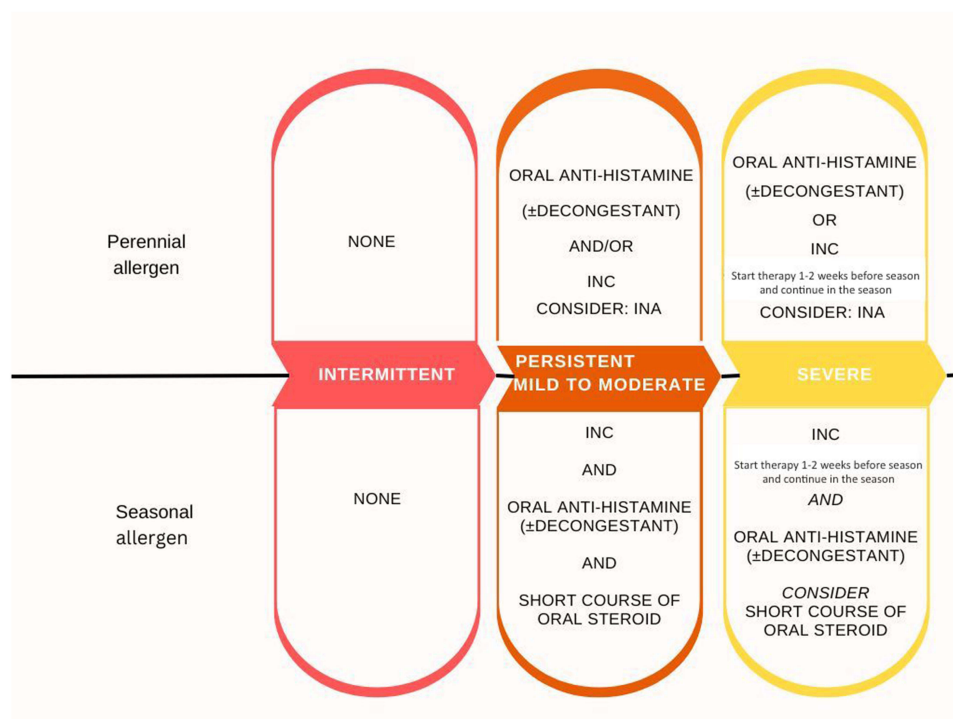 Perennial
allergen
NONE
ORAL ANTI-HISTAMINE
(±DECONGESTANT)
AND/OR
INC
CONSIDER: INA
ORAL ANTI-HISTAMINE
(±DECONGESTANT)
OR
INC
Start therapy 1-2 weeks before season
and continue in the season
CONSIDER: INA
INTERMITTENT
PERSISTENT
MILD TO MODERATE
SEVERE
Seasonal
allergen
NONE
INC
AND
ORAL ANTI-HISTAMINE
(±DECONGESTANT)
AND
SHORT COURSE OF
ORAL STEROID
INC
Start therapy 1-2 weeks before season
and continue in the season
AND
ORAL ANTI-HISTAMINE
(±DECONGESTANT)
CONSIDER
SHORT COURSE OF
ORAL STEROID